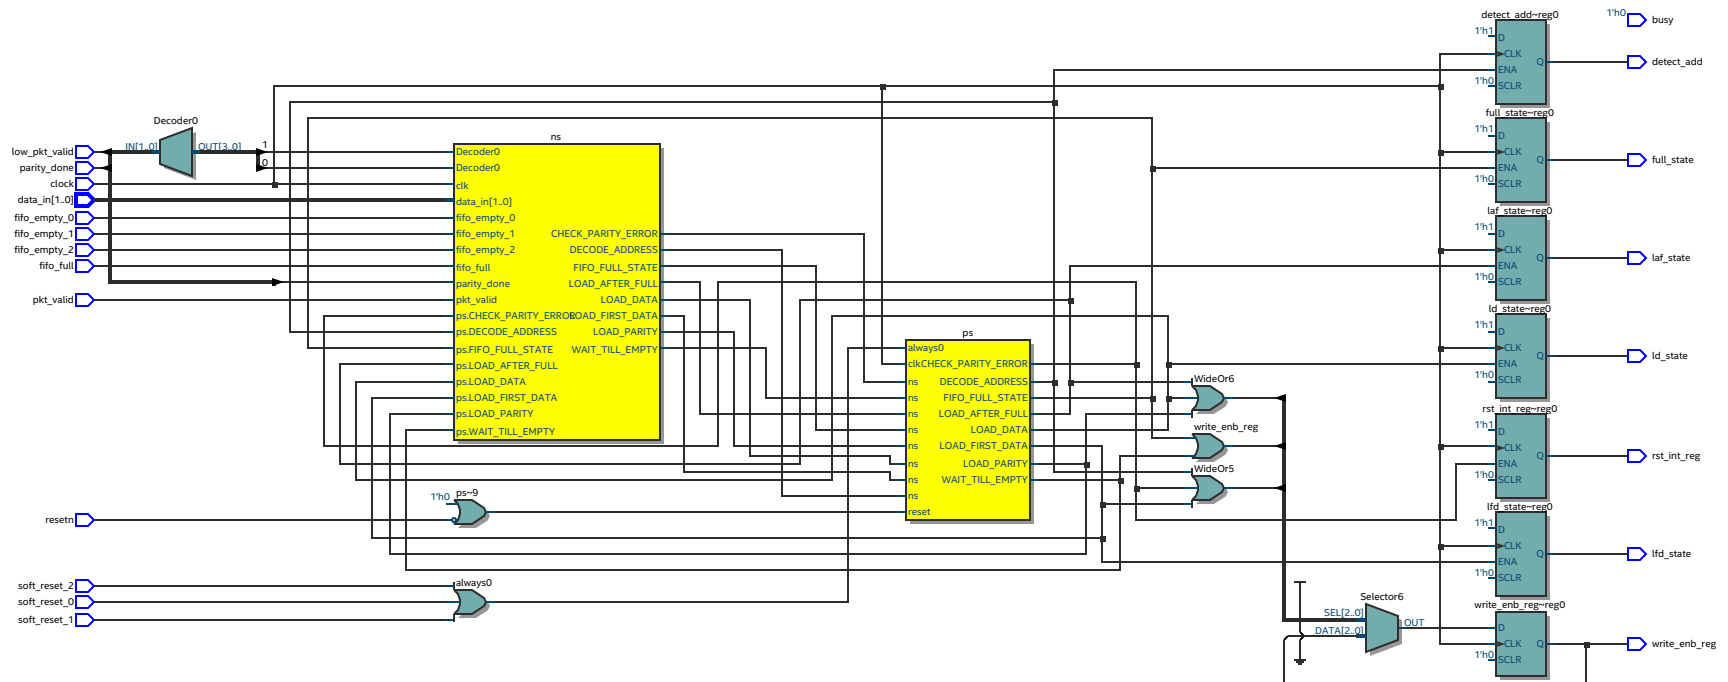 Decoder0
IN[1..0]
OUT[3..0]
1
0
low_pkt_valid
parity_done
clock
data_in[1..0]
fifo_empty_0
fifo_empty_1
fifo_empty_2
fifo_full
pkt_valid
resetn
soft_reset_2
soft_reset_0
soft_reset_1
ns
Decoder0
Decoder0
clk
data_in[1..0]
fifo_empty_0
fifo_empty_1
fifo_empty_2
fifo_full
parity_done
pkt_valid
ps.CHECK_PARITY_ERROR
ps.DECODE_ADDRESS
ps.FIFO_FULL_STATE
ps.LOAD_AFTER_FULL
ps.LOAD_DATA
ps.LOAD_FIRST_DATA
ps.LOAD_PARITY
ps.WAIT_TILL_EMPTY
CHECK_PARITY_ERROR
DECODE_ADDRESS
FIFO_FULL_STATE
LOAD_AFTER_FULL
LOAD_DATA
LOAD_FIRST_DATA
LOAD_PARITY
WAIT_TILL_EMPTY
1'h0
ps~9
always0
ps
always0
clk
ns
ns
ns
ns
ns
ns
ns
ns
reset
CHECK_PARITY_ERROR
DECODE_ADDRESS
FIFO_FULL_STATE
LOAD_AFTER_FULL
LOAD_DATA
LOAD_FIRST_DATA
LOAD_PARITY
WAIT_TILL_EMPTY
WideOr6
write_enb_reg
WideOr5
Selector6
SEL[2..0]
DATA[2..0]
OUT
detect_add~reg0
1'h1
D
CLK
ENA
1'h0
SCLR
Q
full_state~reg0
1'h1
D
CLK
ENA
1'h0
SCLR
Q
laf_state~reg0
1'h1
D
CLK
ENA
1'h0
SCLR
Q
ld_state~reg0
1'h1
D
CLK
ENA
1'h0
SCLR
Q
rst_int_reg~reg0
1'h1
D
CLK
ENA
1'h0
SCLR
Q
lfd_state~reg0
1'h1
D
CLK
ENA
1'h0
SCLR
Q
write_enb_reg~reg0
D
CLK
1'h0
SCLR
Q
1'h0
busy
detect_add
full_state
laf_state
ld_state
rst_int_reg
lfd_state
write_enb_reg